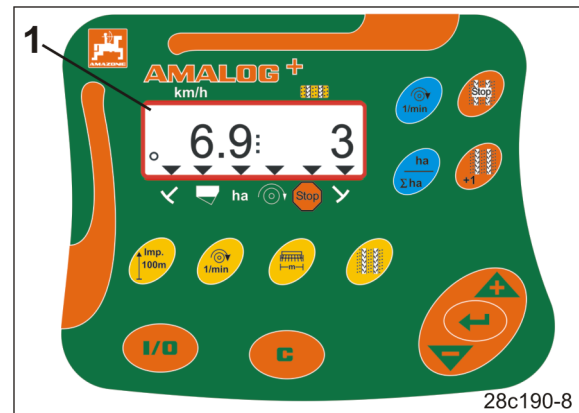 1
AMAZONE
AMALOG+
km/h
6.9: 3
ha
Stop
1/min
Stop
ha
Σha
+1
Imp.
100m
1/min
m
I/O
C
28c190-8